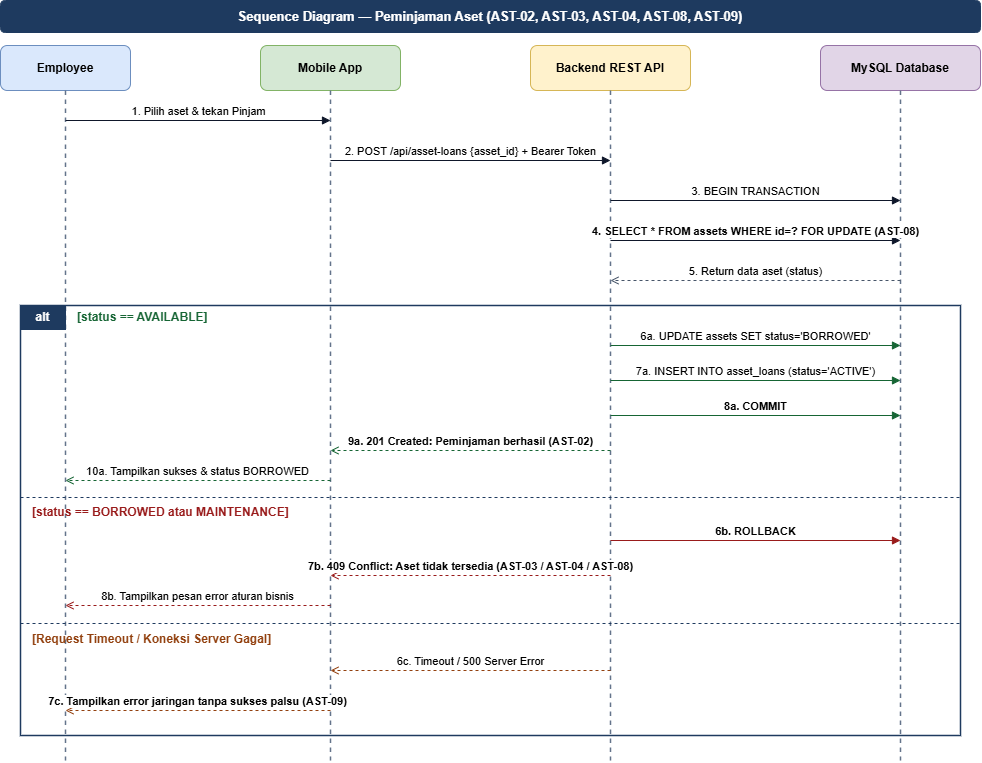 Sequence Diagram — Peminjaman Aset (AST-02, AST-03, AST-04, AST-08, AST-09)
Employee
Mobile App
Backend REST API
MySQL Database
1. Pilih aset & tekan Pinjam
2. POST /api/asset-loans {asset_id} + Bearer Token
3. BEGIN TRANSACTION
4. SELECT * FROM assets WHERE id=? FOR UPDATE (AST-08)
5. Return data aset (status)
alt
[status == AVAILABLE]
6a. UPDATE assets SET status='BORROWED'
7a. INSERT INTO asset_loans (status='ACTIVE')
8a. COMMIT
9a. 201 Created: Peminjaman berhasil (AST-02)
10a. Tampilkan sukses & status BORROWED
[status == BORROWED atau MAINTENANCE]
6b. ROLLBACK
7b. 409 Conflict: Aset tidak tersedia (AST-03 / AST-04 / AST-08)
8b. Tampilkan pesan error aturan bisnis
[Request Timeout / Koneksi Server Gagal]
6c. Timeout / 500 Server Error
7c. Tampilkan error jaringan tanpa sukses palsu (AST-09)